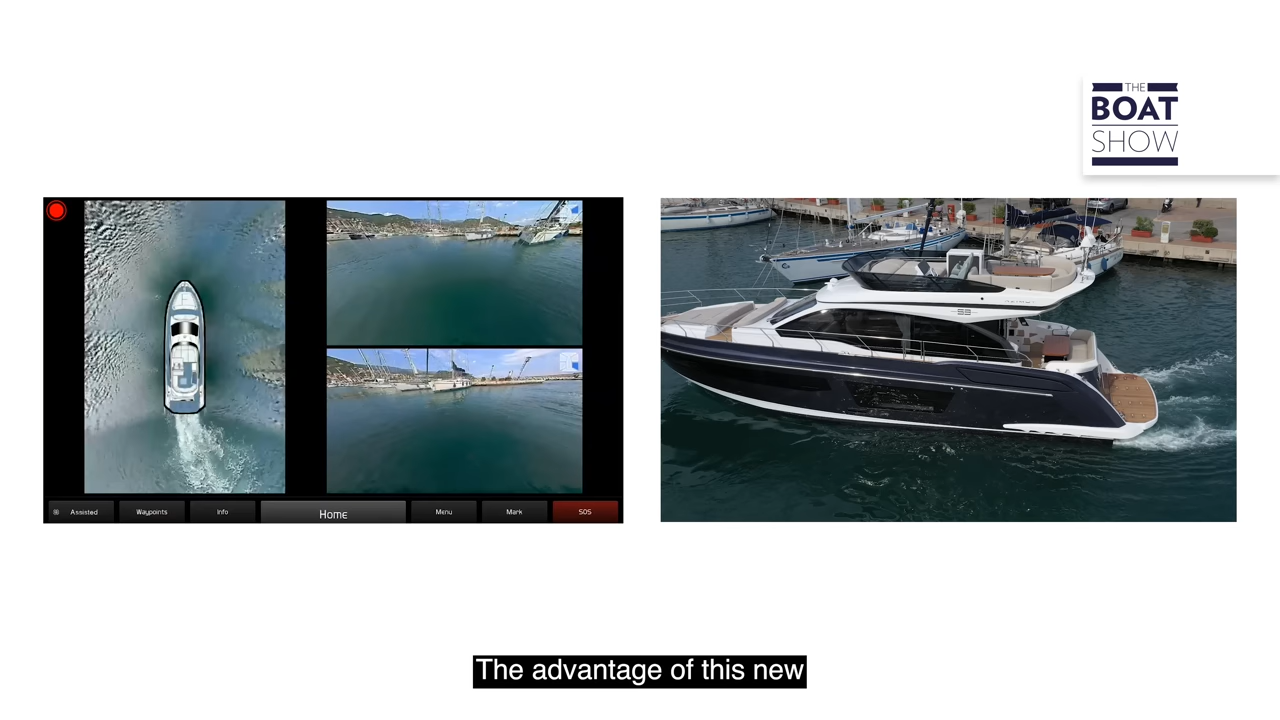 THE
BOAT
SHOW
Assisted
Waypoints
Info
Home
Menu
Mark
SOS
The advantage of this new